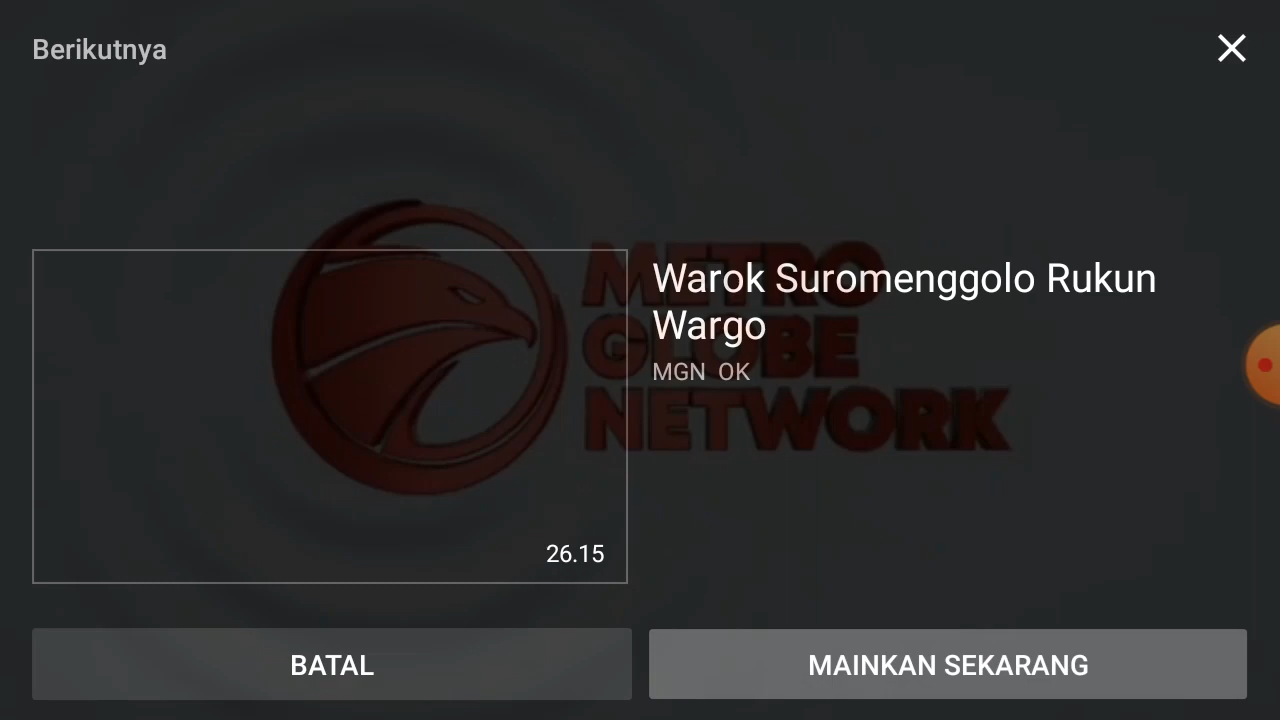 Berikutnya
METRO
GLOBE
NETWORK
Warok Suromenggolo Rukun
Wargo
MGN OK
26.15
BATAL
MAINKAN SEKARANG